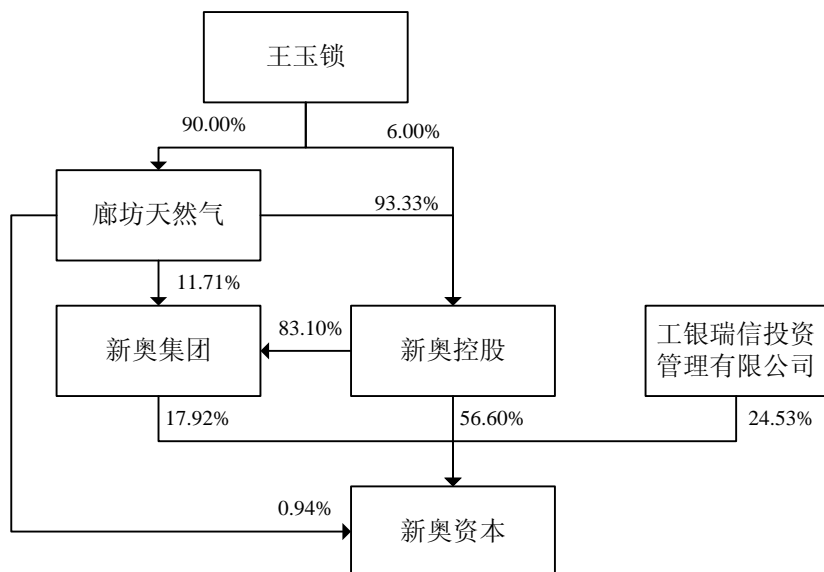 王玉锁
90.00%
6.00%
廊坊天然气
93.33%
11.71%
新奥集团
83.10%
新奥控股
工银瑞信投资
管理有限公司
17.92%
56.60%
24.53%
0.94%
新奥资本